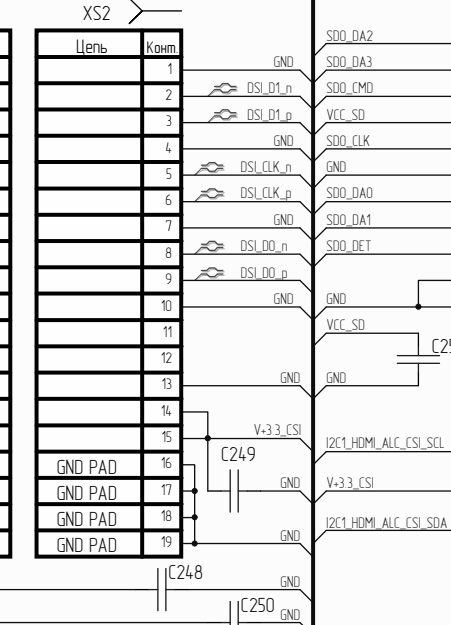 XS2
Цепь Конт.
1 GND
2 DSI_D1_n
3 DSI_D1_p
4 GND
5 DSI_CLK_n
6 DSI_CLK_p
7 GND
8 DSI_D0_n
9 DSI_D0_p
10 GND
11
12
13 GND
14
15 V+3.3_CSI
C249
GND PAD 16
GND PAD 17 GND
GND PAD 18
GND PAD 19 GND
C248
GND
C250
GND
SD0_DA2
SD0_DA3
SD0_CMD
VCC_SD
SD0_CLK
GND
SD0_DA0
SD0_DA1
SD0_DET
GND
VCC_SD
GND
I2C1_HDMI_ALC_CSI_SCL
V+3.3_CSI
I2C1_HDMI_ALC_CSI_SDA